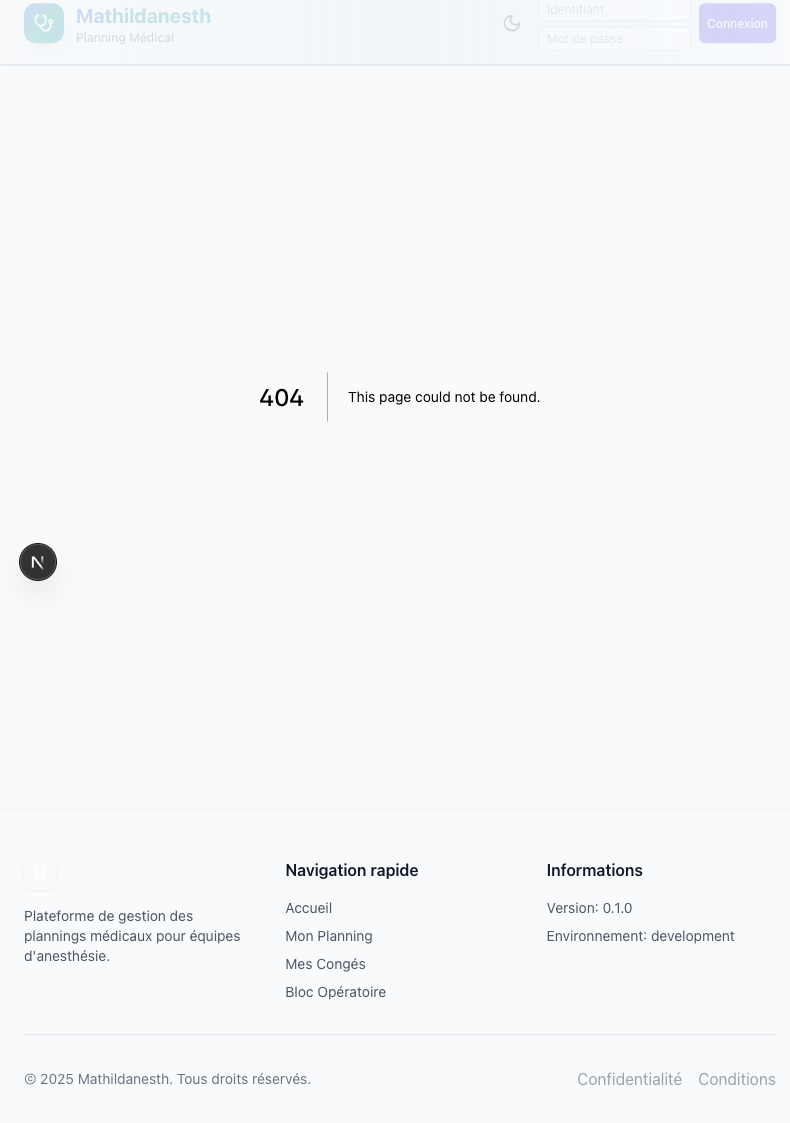 Mathildanesth
Planning Médical
Identifiant
Mot de passe
Connexion
404
This page could not be found.
N
Plateforme de gestion des
plannings médicaux pour équipes
d'anesthésie.
Navigation rapide
Accueil
Mon Planning
Mes Congés
Bloc Opératoire
Informations
Version: 0.1.0
Environnement: development
© 2025 Mathildanesth. Tous droits réservés.
Confidentialité
Conditions